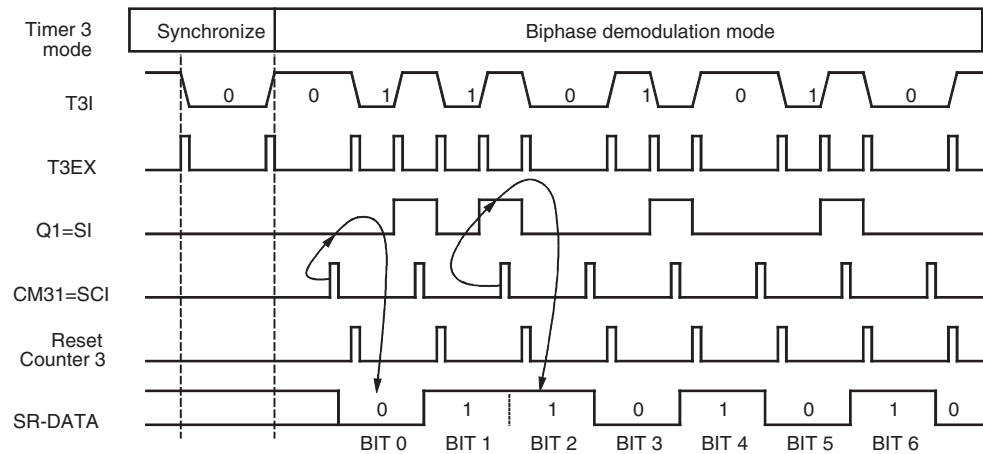 Timer 3
mode
Synchronize
Biphase demodulation mode
T3I
0 0 1 1 0 1 0 1 0
T3EX
Q1=SI
CM31=SCI
Reset
Counter 3
SR-DATA
0 1 1 0 1 0 1 0
BIT 0 BIT 1 BIT 2 BIT 3 BIT 4 BIT 5 BIT 6